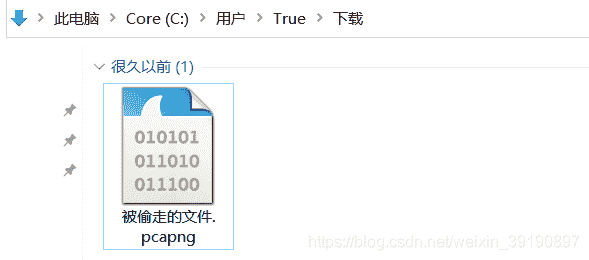 此电脑 > Core (C:) > 用户 > True > 下载
很久以前 (1)
010101
011010
011100
被偷走的文件.
pcapng
https://blog.csdn.net/weixin_39190897